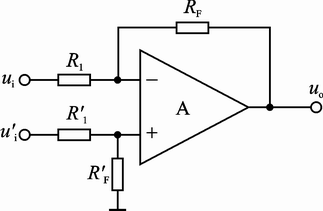 R_F
R_1
u_i
−
A
u_o
u'_i
R'_1
+
R'_F